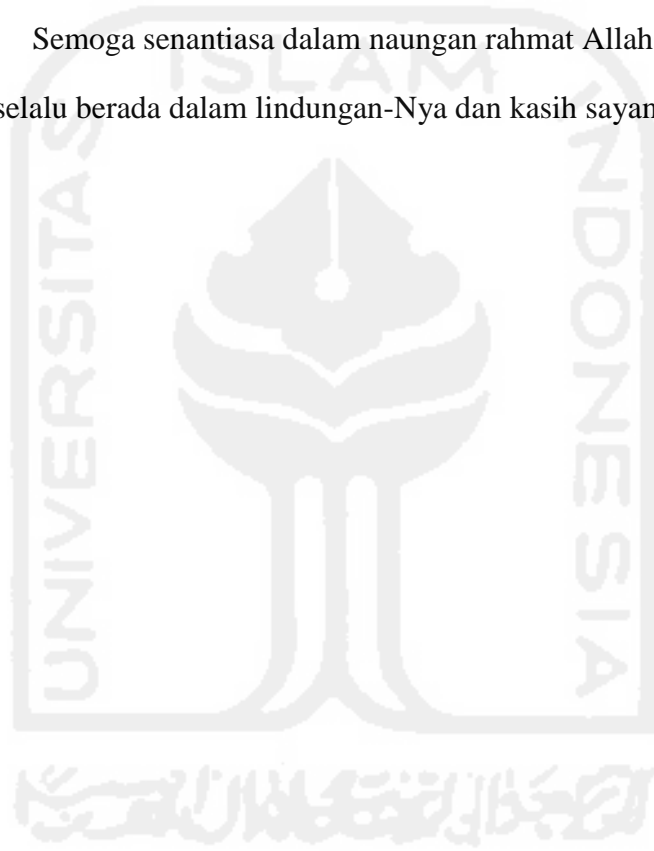 Semoga senantiasa dalam naungan rahmat Allah
selalu berada dalam lindungan-Nya dan kasih sayan
ISLAM
UNIVERSITAS
INDONESIA